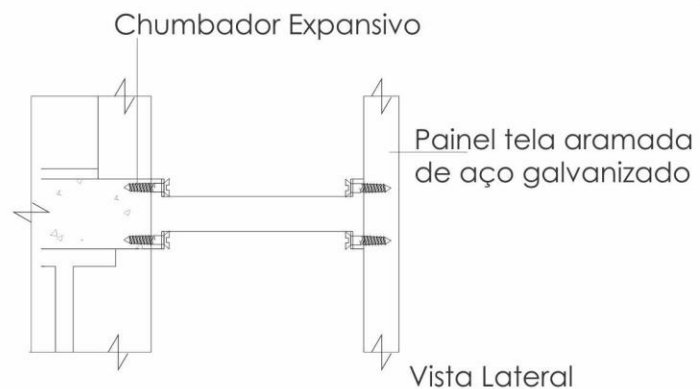 Chumbador Expansivo
Painel tela aramada
de aço galvanizado
Vista Lateral